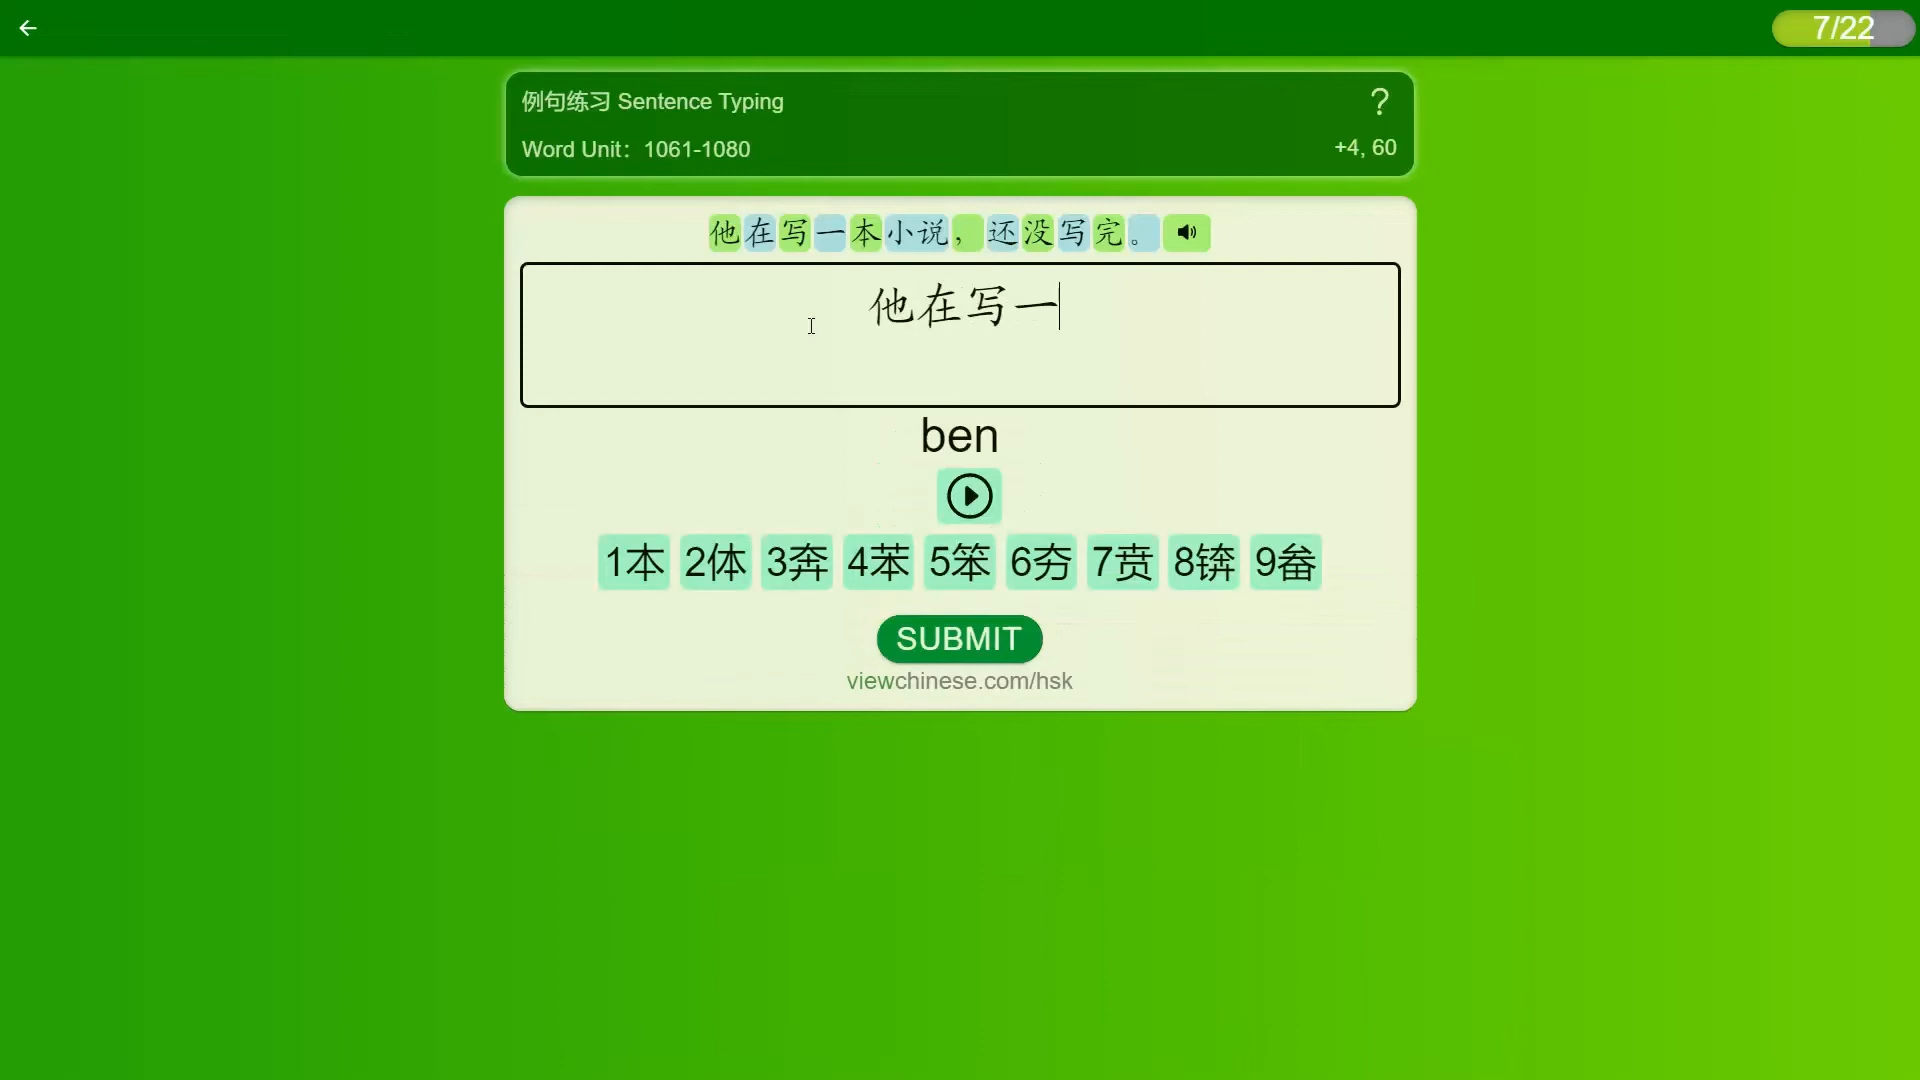 7/22
例句练习 Sentence Typing
?
Word Unit：1061-1080
+4, 60
他在写一本小说，还没写完。
他在写一
ben
1本 2体 3奔 4苯 5笨 6夯 7贲 8锛 9畚
SUBMIT
viewchinese.com/hsk